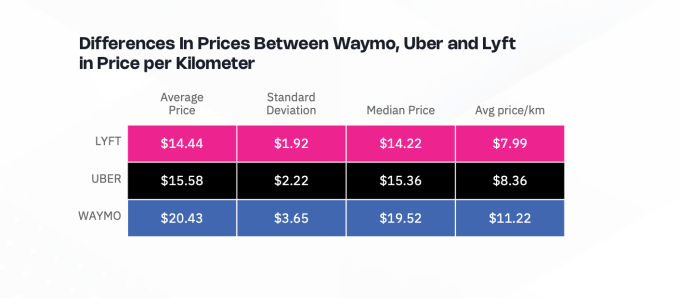 Differences In Prices Between Waymo, Uber and Lyft
in Price per Kilometer
Average Price Standard Deviation Median Price Avg price/km
LYFT $14.44 $1.92 $14.22 $7.99
UBER $15.58 $2.22 $15.36 $8.36
WAYMO $20.43 $3.65 $19.52 $11.22